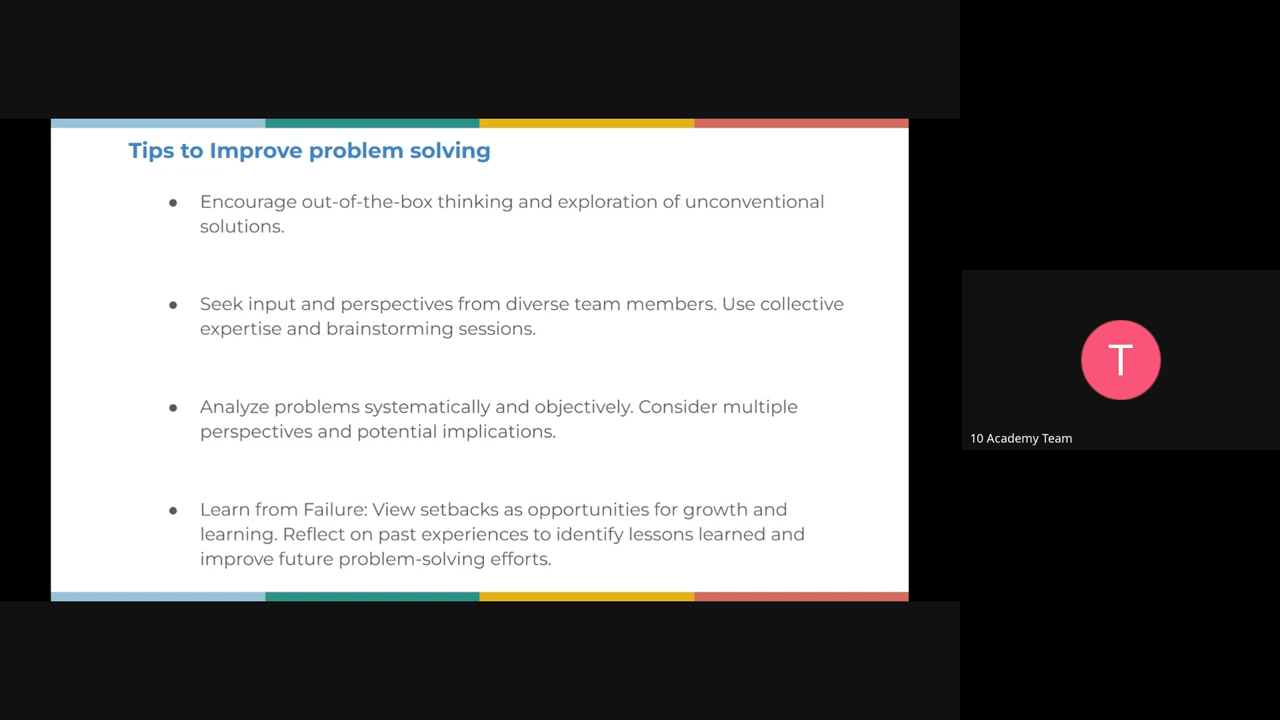 Tips to Improve problem solving
● Encourage out-of-the-box thinking and exploration of unconventional
solutions.
● Seek input and perspectives from diverse team members. Use collective
expertise and brainstorming sessions.
● Analyze problems systematically and objectively. Consider multiple
perspectives and potential implications.
● Learn from Failure: View setbacks as opportunities for growth and
learning. Reflect on past experiences to identify lessons learned and
improve future problem-solving efforts.
T
10 Academy Team